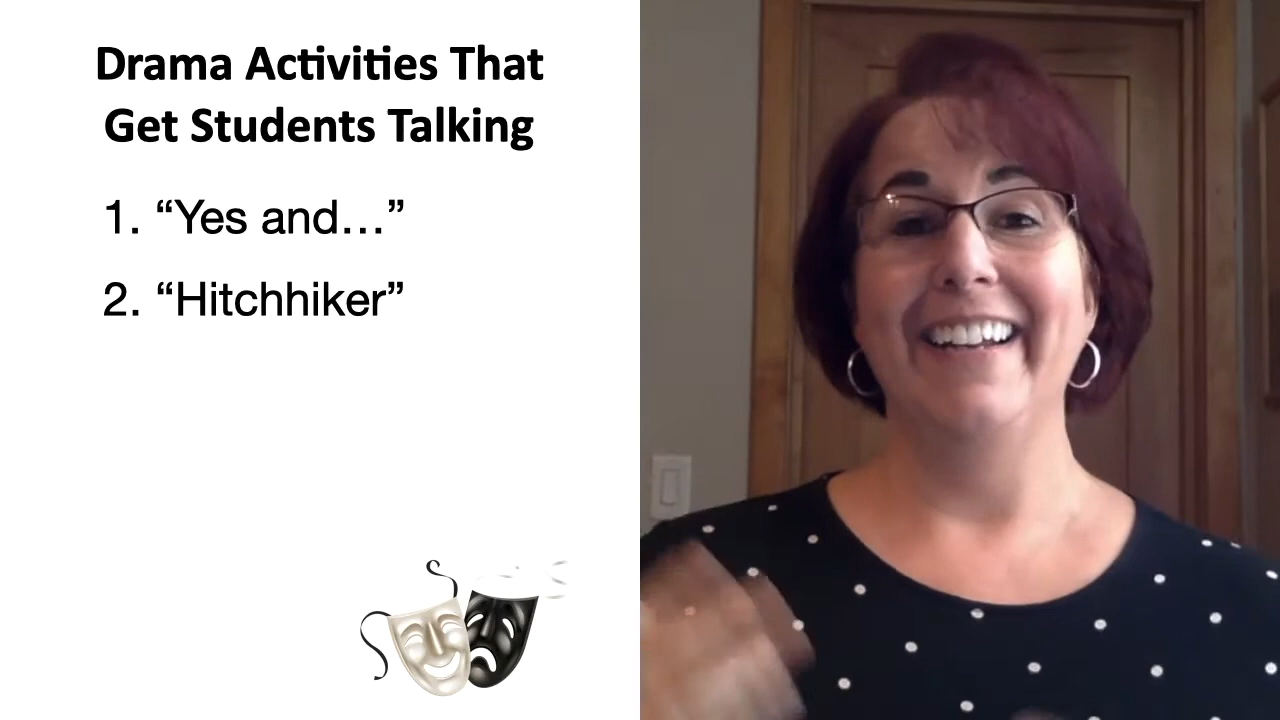 Drama Activities That
Get Students Talking
1. “Yes and…”
2. “Hitchhiker”